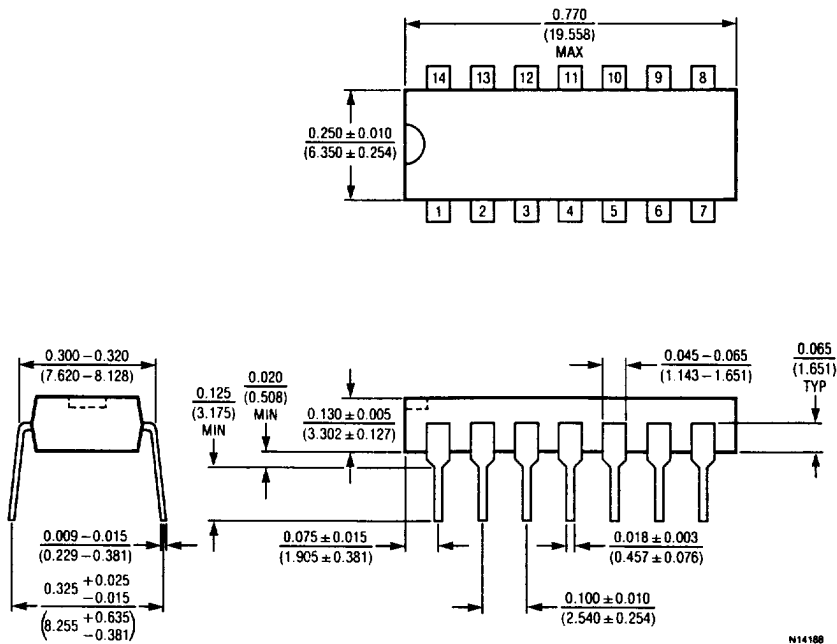 0.770
(19.558)
MAX
14 13 12 11 10 9 8
0.250 ± 0.010
(6.350 ± 0.254)
1 2 3 4 5 6 7
0.300 – 0.320
(7.620 – 8.128)
0.125
(3.175)
MIN
0.020
(0.508)
MIN
0.130 ± 0.005
(3.302 ± 0.127)
0.045 – 0.065
(1.143 – 1.651)
0.065
(1.651)
TYP
0.009 – 0.015
(0.229 – 0.381)
0.325 +0.025 –0.015
(8.255 +0.635 –0.381)
0.075 ± 0.015
(1.905 ± 0.381)
0.018 ± 0.003
(0.457 ± 0.076)
0.100 ± 0.010
(2.540 ± 0.254)
N14188